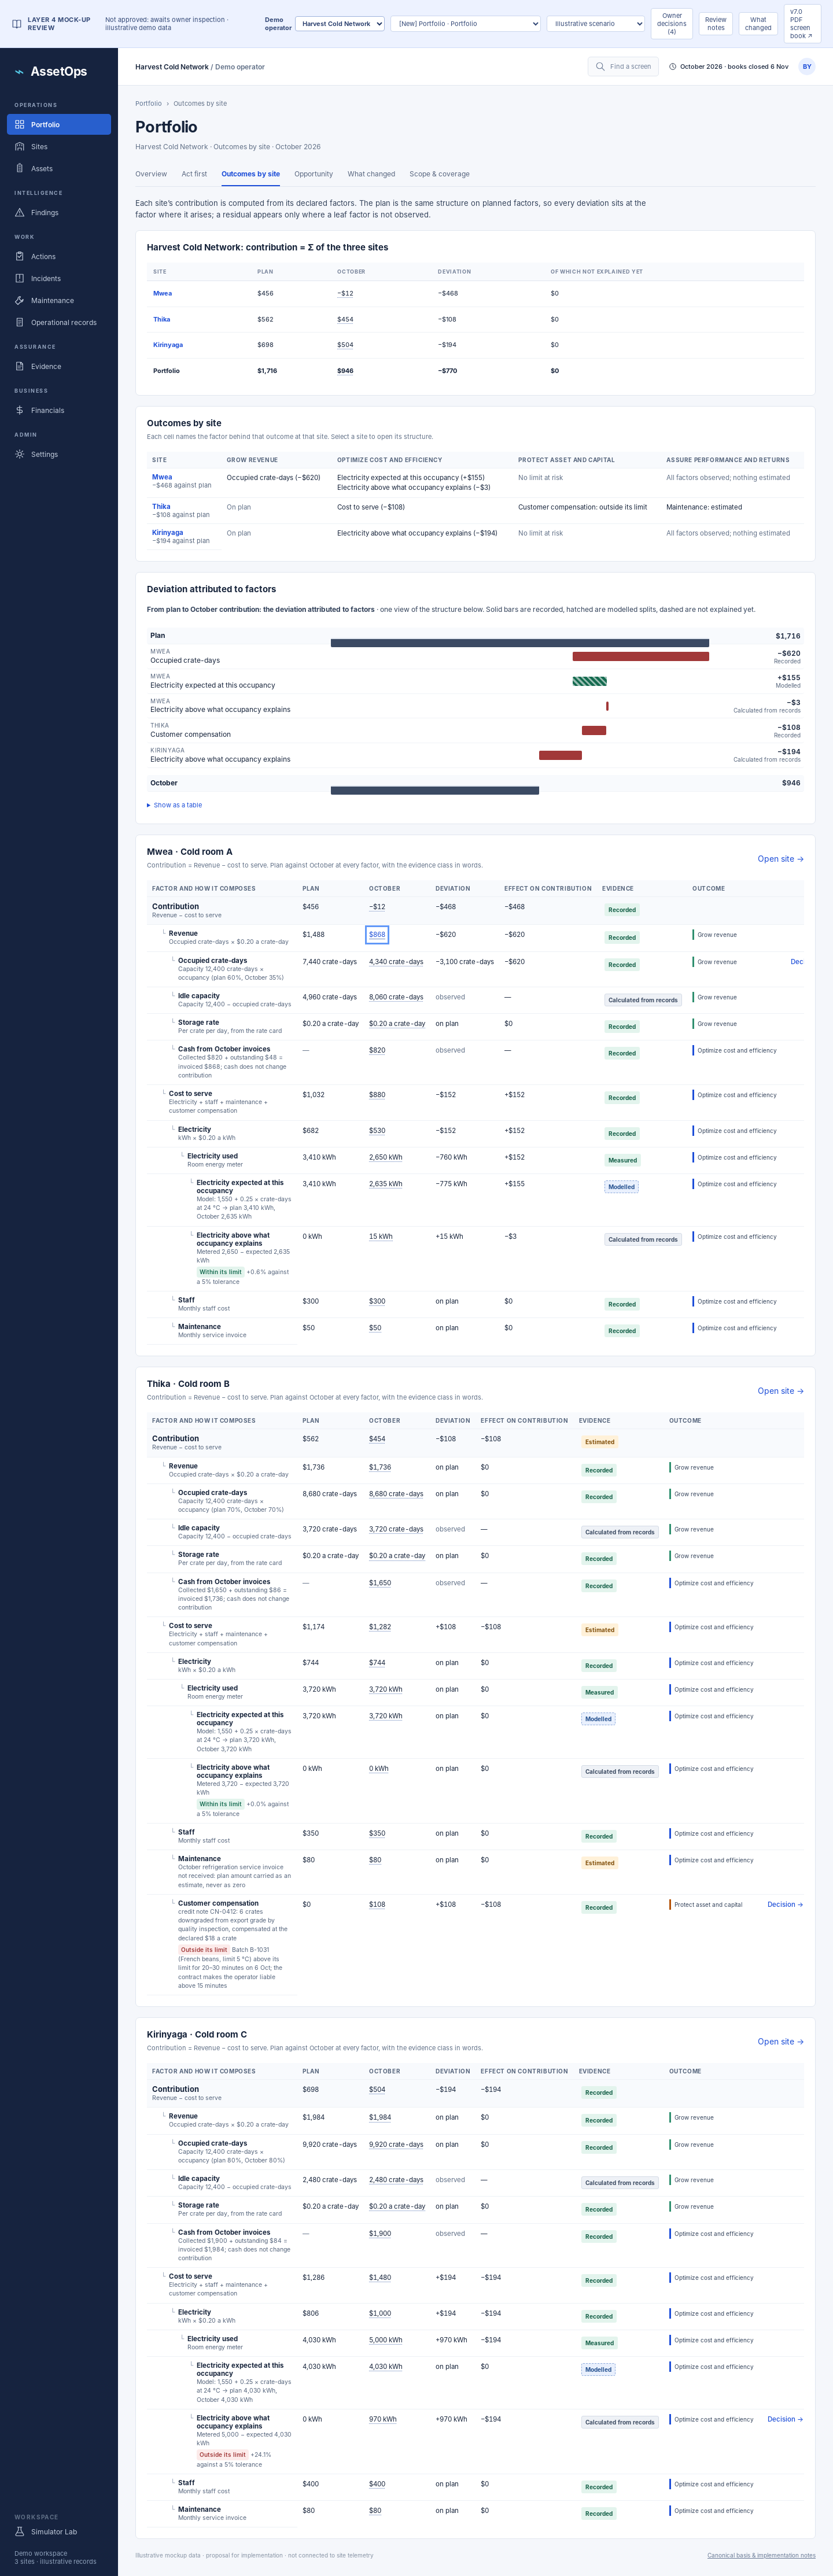 LAYER 4 MOCK-UP REVIEW
Not approved: awaits owner inspection · illustrative demo data
Demo operator
Harvest Cold Network
[New] Portfolio · Portfolio
Illustrative scenario
Owner decisions (4)
Review notes
What changed
v7.0 PDF screen book ↗
AssetOps
OPERATIONS
Portfolio
Sites
Assets
INTELLIGENCE
Findings
WORK
Actions
Incidents
Maintenance
Operational records
ASSURANCE
Evidence
BUSINESS
Financials
ADMIN
Settings
WORKSPACE
Simulator Lab
Demo workspace
3 sites · illustrative records
Harvest Cold Network / Demo operator
Find a screen
October 2026 · books closed 6 Nov
BY
Portfolio › Outcomes by site
Portfolio
Harvest Cold Network · Outcomes by site · October 2026
Overview Act first Outcomes by site Opportunity What changed Scope & coverage
Each site's contribution is computed from its declared factors. The plan is the same structure on planned factors, so every deviation sits at the
factor where it arises; a residual appears only where a leaf factor is not observed.
Harvest Cold Network: contribution = Σ of the three sites
SITE PLAN OCTOBER DEVIATION OF WHICH NOT EXPLAINED YET
Mwea $456 −$12 −$468 $0
Thika $562 $454 −$108 $0
Kirinyaga $698 $504 −$194 $0
Portfolio $1,716 $946 −$770 $0
Outcomes by site
Each cell names the factor behind that outcome at that site. Select a site to open its structure.
SITE GROW REVENUE OPTIMIZE COST AND EFFICIENCY PROTECT ASSET AND CAPITAL ASSURE PERFORMANCE AND RETURNS
Mwea Occupied crate-days (−$620) Electricity expected at this occupancy (+$155) No limit at risk All factors observed; nothing estimated
−$468 against plan Electricity above what occupancy explains (−$3)
Thika On plan Cost to serve (−$108) Customer compensation: outside its limit Maintenance: estimated
−$108 against plan
Kirinyaga On plan Electricity above what occupancy explains (−$194) No limit at risk All factors observed; nothing estimated
−$194 against plan
Deviation attributed to factors
From plan to October contribution: the deviation attributed to factors · one view of the structure below. Solid bars are recorded, hatched are modelled splits, dashed are not explained yet.
Plan $1,716
MWEA −$620
Occupied crate-days Recorded
MWEA +$155
Electricity expected at this occupancy Modelled
MWEA −$3
Electricity above what occupancy explains Calculated from records
THIKA −$108
Customer compensation Recorded
KIRINYAGA −$194
Electricity above what occupancy explains Calculated from records
October $946
▶ Show as a table
Mwea · Cold room A
Open site →
Contribution = Revenue − cost to serve. Plan against October at every factor, with the evidence class in words.
FACTOR AND HOW IT COMPOSES PLAN OCTOBER DEVIATION EFFECT ON CONTRIBUTION EVIDENCE OUTCOME
Contribution $456 −$12 −$468 −$468 Recorded
Revenue − cost to serve
└ Revenue $1,488 $868 −$620 −$620 Recorded Grow revenue
Occupied crate-days × $0.20 a crate-day
└ Occupied crate-days 7,440 crate-days 4,340 crate-days −3,100 crate-days −$620 Recorded Grow revenue Dec
Capacity 12,400 crate-days ×
occupancy (plan 60%, October 35%)
└ Idle capacity 4,960 crate-days 8,060 crate-days observed — Calculated from records Grow revenue
Capacity 12,400 − occupied crate-days
└ Storage rate $0.20 a crate-day $0.20 a crate-day on plan $0 Recorded Grow revenue
Per crate per day, from the rate card
└ Cash from October invoices — $820 observed — Recorded Optimize cost and efficiency
Collected $820 + outstanding $48 =
invoiced $868; cash does not change
contribution
└ Cost to serve $1,032 $880 −$152 +$152 Recorded Optimize cost and efficiency
Electricity + staff + maintenance +
customer compensation
└ Electricity $682 $530 −$152 +$152 Recorded Optimize cost and efficiency
kWh × $0.20 a kWh
└ Electricity used 3,410 kWh 2,650 kWh −760 kWh +$152 Measured Optimize cost and efficiency
Room energy meter
└ Electricity expected at this occupancy 3,410 kWh 2,635 kWh −775 kWh +$155 Modelled Optimize cost and efficiency
Model: 1,550 + 0.25 × crate-days
at 24 °C → plan 3,410 kWh,
October 2,635 kWh
└ Electricity above what occupancy explains 0 kWh 15 kWh +15 kWh −$3 Calculated from records Optimize cost and efficiency
Metered 2,650 − expected 2,635
kWh
Within its limit +0.6% against
a 5% tolerance
└ Staff $300 $300 on plan $0 Recorded Optimize cost and efficiency
Monthly staff cost
└ Maintenance $50 $50 on plan $0 Recorded Optimize cost and efficiency
Monthly service invoice
Thika · Cold room B
Open site →
Contribution = Revenue − cost to serve. Plan against October at every factor, with the evidence class in words.
FACTOR AND HOW IT COMPOSES PLAN OCTOBER DEVIATION EFFECT ON CONTRIBUTION EVIDENCE OUTCOME
Contribution $562 $454 −$108 −$108 Estimated
Revenue − cost to serve
└ Revenue $1,736 $1,736 on plan $0 Recorded Grow revenue
Occupied crate-days × $0.20 a crate-day
└ Occupied crate-days 8,680 crate-days 8,680 crate-days on plan $0 Recorded Grow revenue
Capacity 12,400 crate-days ×
occupancy (plan 70%, October 70%)
└ Idle capacity 3,720 crate-days 3,720 crate-days observed — Calculated from records Grow revenue
Capacity 12,400 − occupied crate-days
└ Storage rate $0.20 a crate-day $0.20 a crate-day on plan $0 Recorded Grow revenue
Per crate per day, from the rate card
└ Cash from October invoices — $1,650 observed — Recorded Optimize cost and efficiency
Collected $1,650 + outstanding $86 =
invoiced $1,736; cash does not change
contribution
└ Cost to serve $1,174 $1,282 +$108 −$108 Estimated Optimize cost and efficiency
Electricity + staff + maintenance +
customer compensation
└ Electricity $744 $744 on plan $0 Recorded Optimize cost and efficiency
kWh × $0.20 a kWh
└ Electricity used 3,720 kWh 3,720 kWh on plan $0 Measured Optimize cost and efficiency
Room energy meter
└ Electricity expected at this occupancy 3,720 kWh 3,720 kWh on plan $0 Modelled Optimize cost and efficiency
Model: 1,550 + 0.25 × crate-days
at 24 °C → plan 3,720 kWh,
October 3,720 kWh
└ Electricity above what occupancy explains 0 kWh 0 kWh on plan $0 Calculated from records Optimize cost and efficiency
Metered 3,720 − expected 3,720
kWh
Within its limit +0.0% against
a 5% tolerance
└ Staff $350 $350 on plan $0 Recorded Optimize cost and efficiency
Monthly staff cost
└ Maintenance $80 $80 on plan $0 Estimated Optimize cost and efficiency
October refrigeration service invoice
not received: plan amount carried as an
estimate, never as zero
└ Customer compensation $0 $108 +$108 −$108 Recorded Protect asset and capital Decision →
credit note CN-0412: 6 crates
downgraded from export grade by
quality inspection, compensated at the
declared $18 a crate
Outside its limit Batch B-1031
(French beans, limit 5 °C) above its
limit for 20–30 minutes on 6 Oct; the
contract makes the operator liable
above 15 minutes
Kirinyaga · Cold room C
Open site →
Contribution = Revenue − cost to serve. Plan against October at every factor, with the evidence class in words.
FACTOR AND HOW IT COMPOSES PLAN OCTOBER DEVIATION EFFECT ON CONTRIBUTION EVIDENCE OUTCOME
Contribution $698 $504 −$194 −$194 Recorded
Revenue − cost to serve
└ Revenue $1,984 $1,984 on plan $0 Recorded Grow revenue
Occupied crate-days × $0.20 a crate-day
└ Occupied crate-days 9,920 crate-days 9,920 crate-days on plan $0 Recorded Grow revenue
Capacity 12,400 crate-days ×
occupancy (plan 80%, October 80%)
└ Idle capacity 2,480 crate-days 2,480 crate-days observed — Calculated from records Grow revenue
Capacity 12,400 − occupied crate-days
└ Storage rate $0.20 a crate-day $0.20 a crate-day on plan $0 Recorded Grow revenue
Per crate per day, from the rate card
└ Cash from October invoices — $1,900 observed — Recorded Optimize cost and efficiency
Collected $1,900 + outstanding $84 =
invoiced $1,984; cash does not change
contribution
└ Cost to serve $1,286 $1,480 +$194 −$194 Recorded Optimize cost and efficiency
Electricity + staff + maintenance +
customer compensation
└ Electricity $806 $1,000 +$194 −$194 Recorded Optimize cost and efficiency
kWh × $0.20 a kWh
└ Electricity used 4,030 kWh 5,000 kWh +970 kWh −$194 Measured Optimize cost and efficiency
Room energy meter
└ Electricity expected at this occupancy 4,030 kWh 4,030 kWh on plan $0 Modelled Optimize cost and efficiency
Model: 1,550 + 0.25 × crate-days
at 24 °C → plan 4,030 kWh,
October 4,030 kWh
└ Electricity above what occupancy explains 0 kWh 970 kWh +970 kWh −$194 Calculated from records Optimize cost and efficiency Decision →
Metered 5,000 − expected 4,030
kWh
Outside its limit +24.1%
against a 5% tolerance
└ Staff $400 $400 on plan $0 Recorded Optimize cost and efficiency
Monthly staff cost
└ Maintenance $80 $80 on plan $0 Recorded Optimize cost and efficiency
Monthly service invoice
Illustrative mockup data · proposal for implementation · not connected to site telemetry
Canonical basis & implementation notes